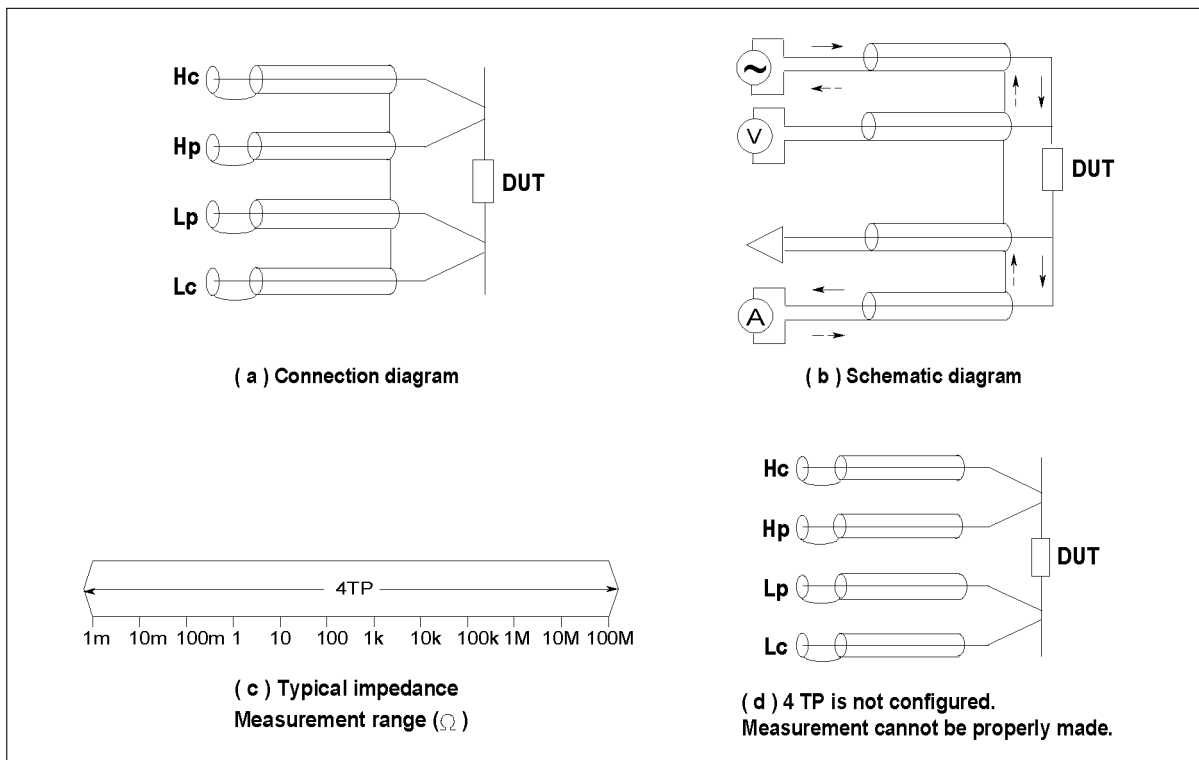 Hc
Hp
Lp
Lc
DUT
( a ) Connection diagram
~
V
A
DUT
( b ) Schematic diagram
4TP
1m 10m 100m 1 10 100 1k 10k 100k 1M 10M 100M
( c ) Typical impedance
Measurement range (Ω )
Hc
Hp
Lp
Lc
DUT
( d ) 4 TP is not configured.
Measurement cannot be properly made.